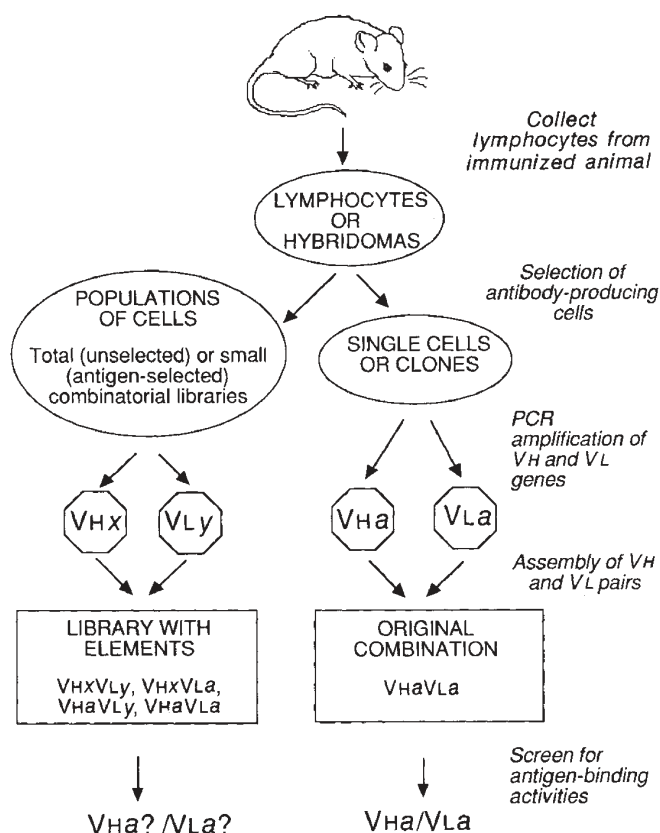 Collect
lymphocytes from
immunized animal
LYMPHOCYTES
OR
HYBRIDOMAS
Selection of
antibody-producing
cells
POPULATIONS
OF CELLS
Total (unselected) or small
(antigen-selected)
combinatorial libraries
SINGLE CELLS
OR CLONES
PCR
amplification of
VH and VL
genes
VHx
VLy
VHa
VLa
Assembly of VH
and VL pairs
LIBRARY WITH
ELEMENTS
VHxVLy, VHxVLa,
VHaVLy, VHaVLa
ORIGINAL
COMBINATION
VHaVLa
Screen for
antigen-binding
activities
VHa? /VLa?
VHa/VLa